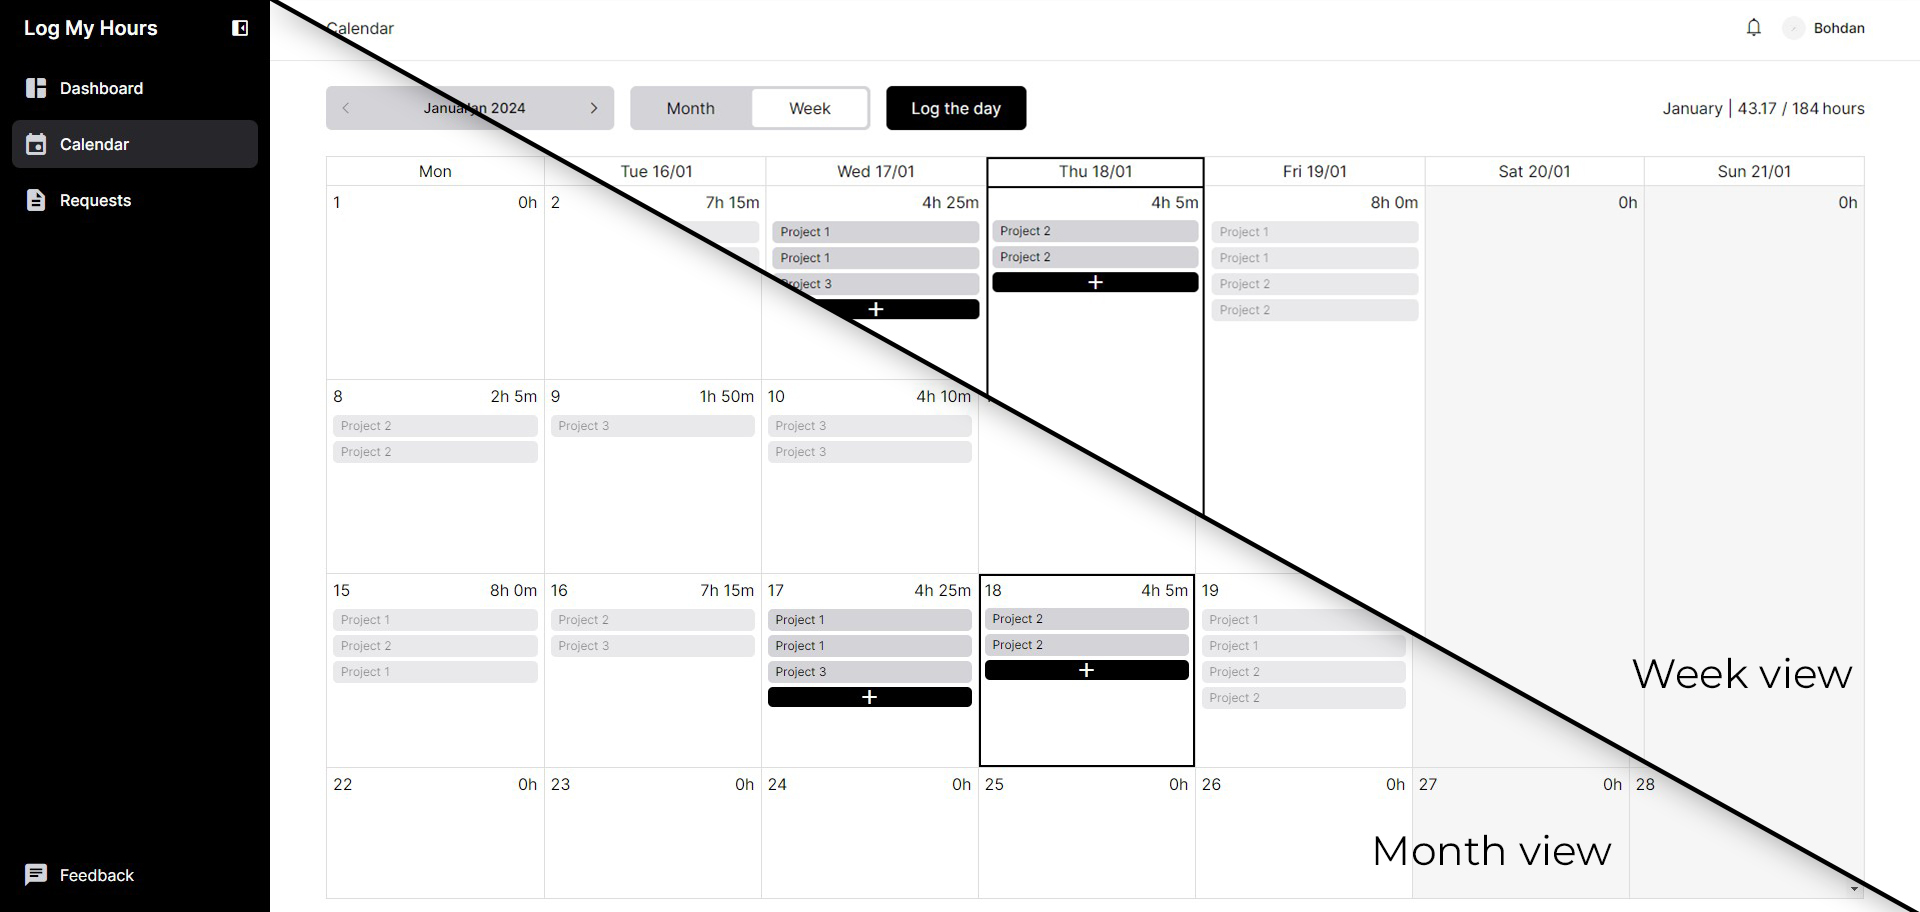 Log My Hours
Calendar
Bohdan
Dashboard
Calendar
Requests
Feedback
Januaan 2024
Month
Week
Log the day
January | 43.17 / 184 hours
Mon
Tue 16/01
Wed 17/01
Thu 18/01
Fri 19/01
Sat 20/01
Sun 21/01
1
0h
2
7h 15m
4h 25m
4h 5m
8h 0m
0h
0h
Project 1
Project 2
Project 1
Project 1
Project 2
Project 1
Project 3
Project 2
+
+
Project 2
8
2h 5m
9
1h 50m
10
4h 10m
Project 2
Project 3
Project 3
Project 2
Project 3
15
8h 0m
16
7h 15m
17
4h 25m
18
4h 5m
19
Project 1
Project 2
Project 1
Project 2
Project 1
Project 2
Project 3
Project 1
Project 2
Project 1
Project 1
Project 3
+
Project 2
+
Project 2
Week view
22
0h
23
0h
24
0h
25
0h
26
0h
27
0h
28
Month view